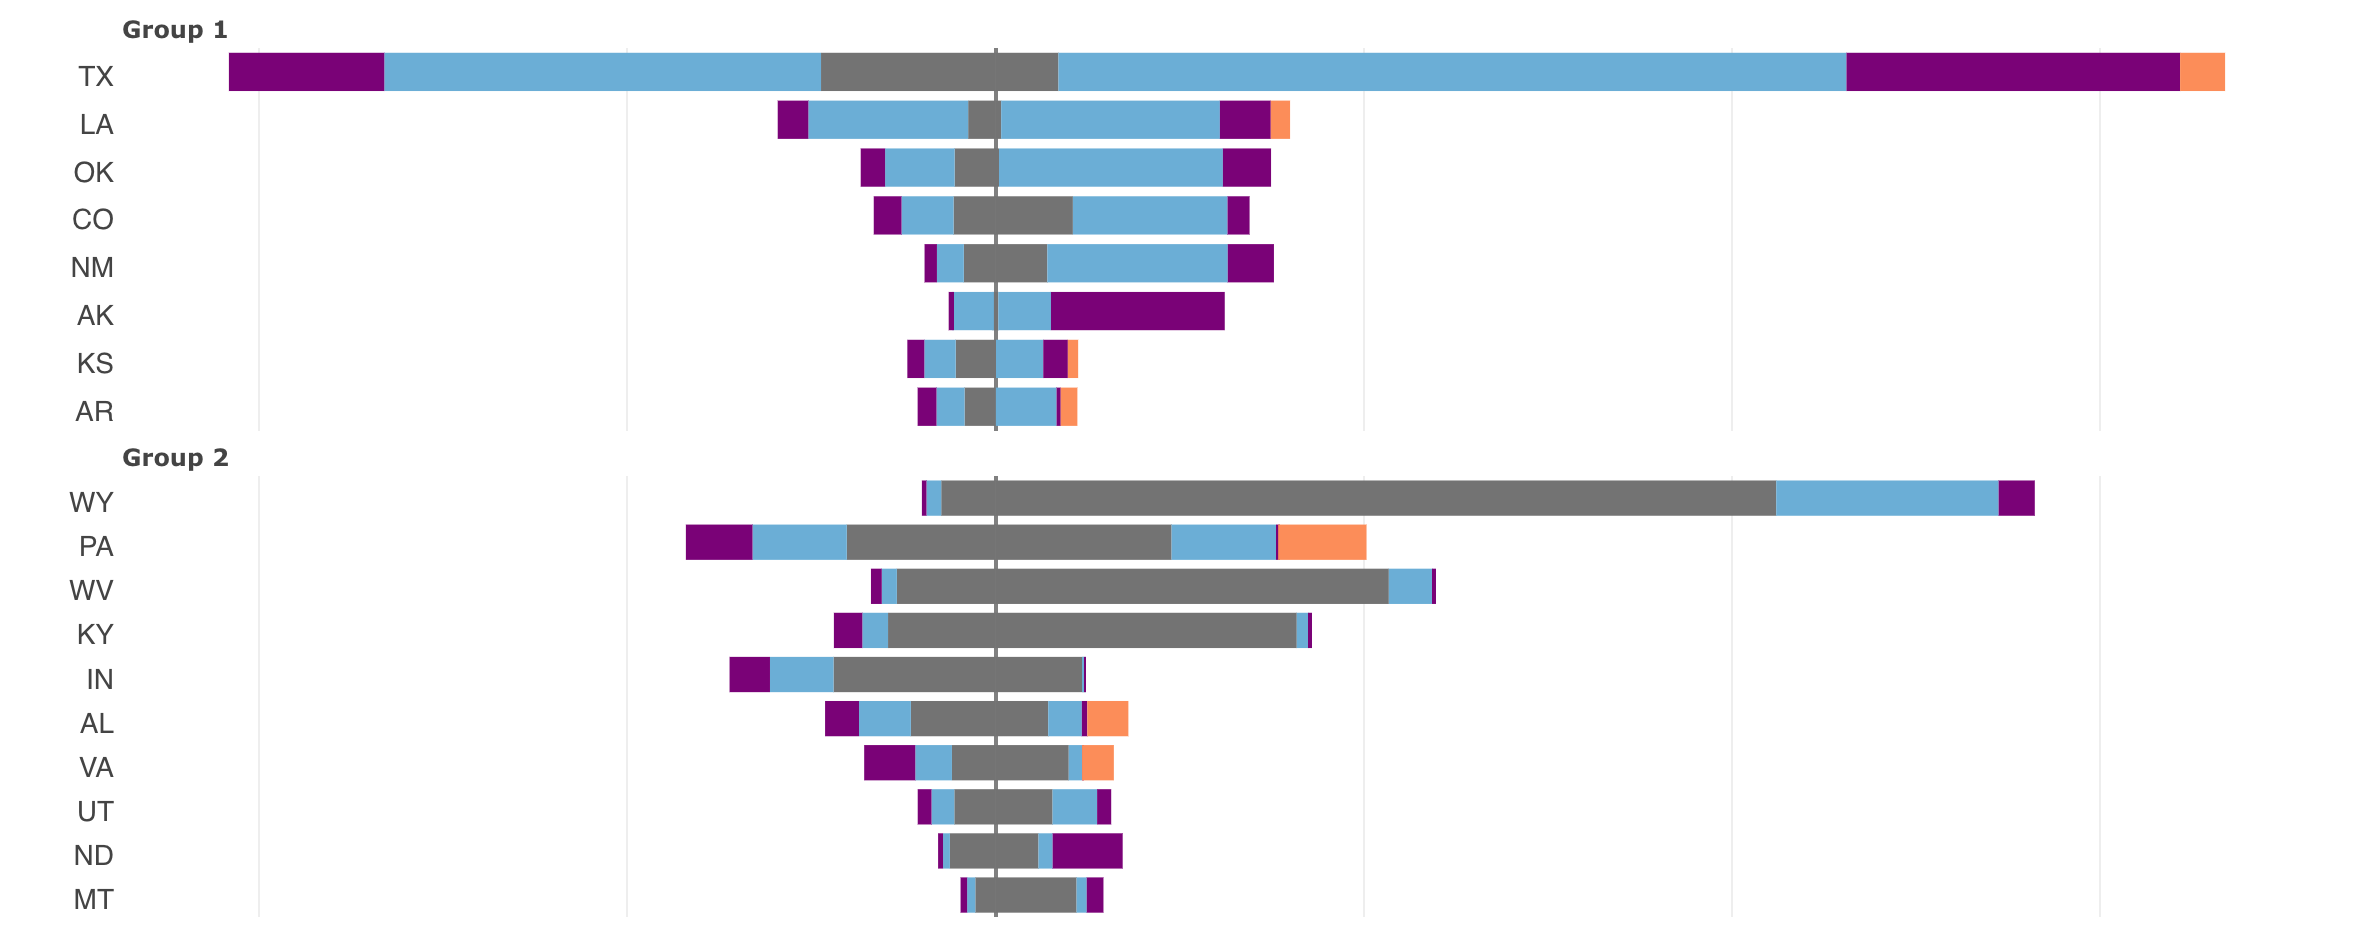 Group 1
TX
LA
OK
CO
NM
AK
KS
AR
Group 2
WY
PA
WV
KY
IN
AL
VA
UT
ND
MT